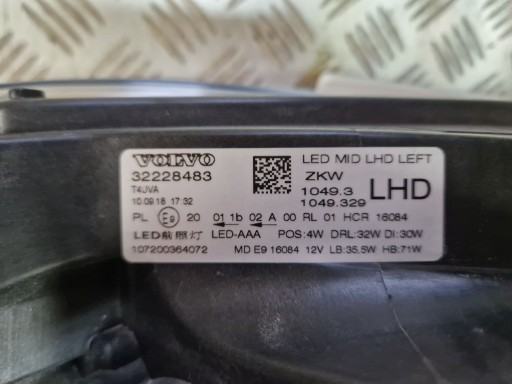 VOLVO
32228483
T4UVA
10.09.18 17:32
LED MID LHD LEFT
ZKW
1049.3
1049.329
LHD
PL E9 20 01 1b 02 A 00 RL 01 HCR 16084
LED前照灯 LED-AAA POS:4W DRL:32W DI:30W
107200364072 MD E9 16084 12V LB:35,5W HB:71W